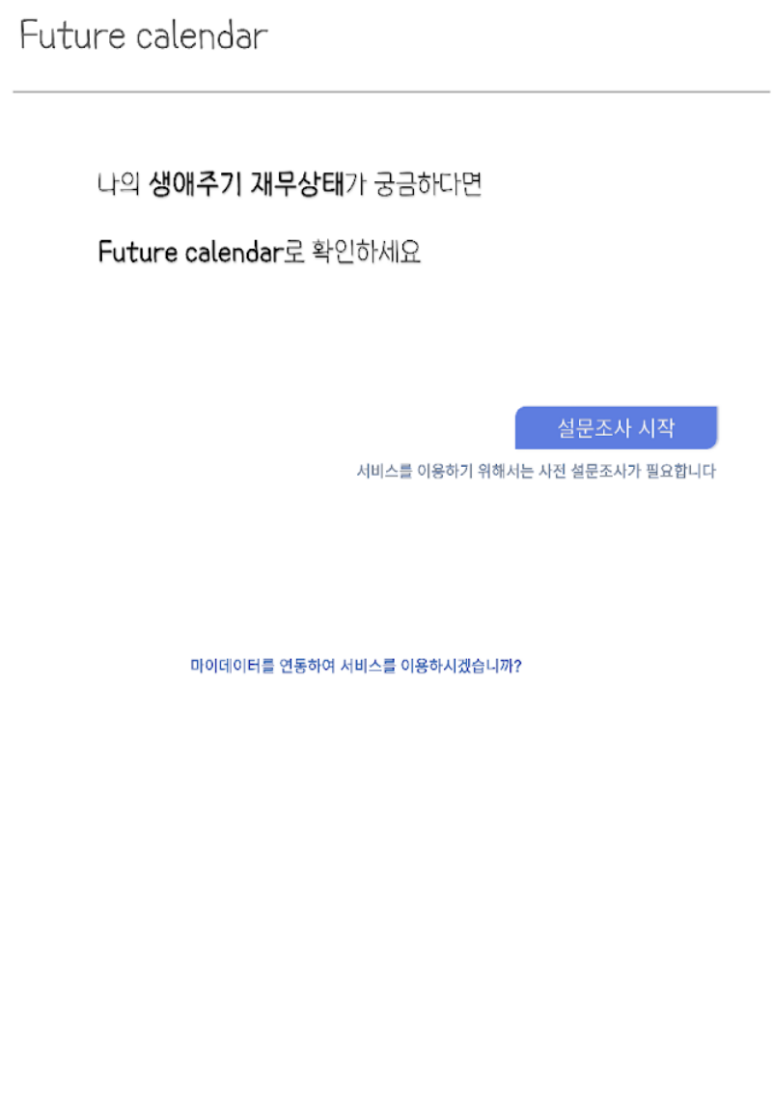 Future calendar
나의 생애주기 재무상태가 궁금하다면
Future calendar로 확인하세요
설문조사 시작
서비스를 이용하기 위해서는 사전 설문조사가 필요합니다
마이데이터를 연동하여 서비스를 이용하시겠습니까?